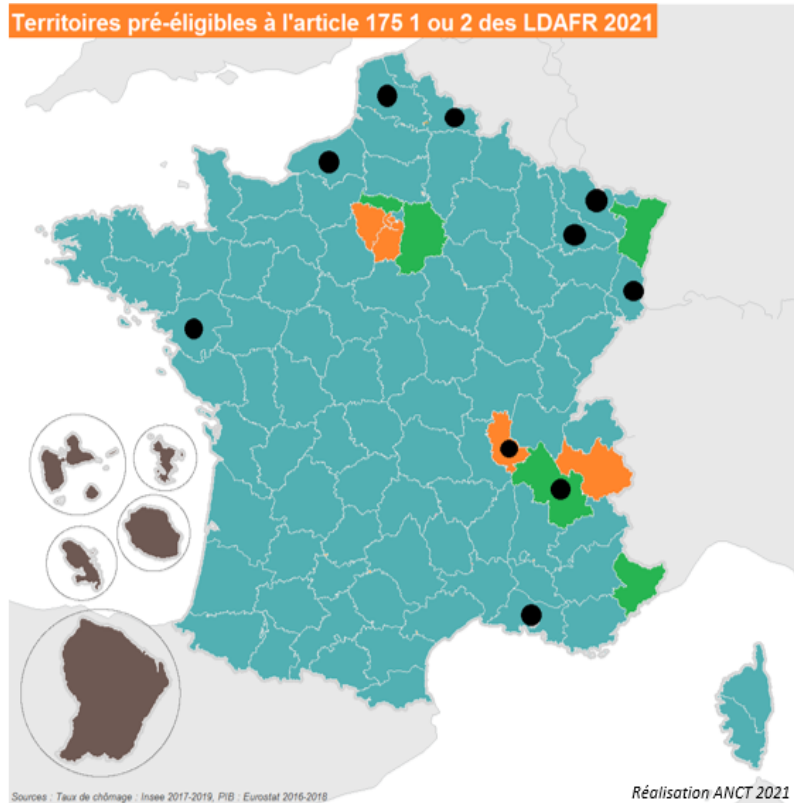 Territoires pré-éligibles à l'article 175 1 ou 2 des LDAFR 2021
Sources : Taux de chômage : Insee 2017-2019, PIB : Eurostat 2016-2018
Réalisation ANCT 2021